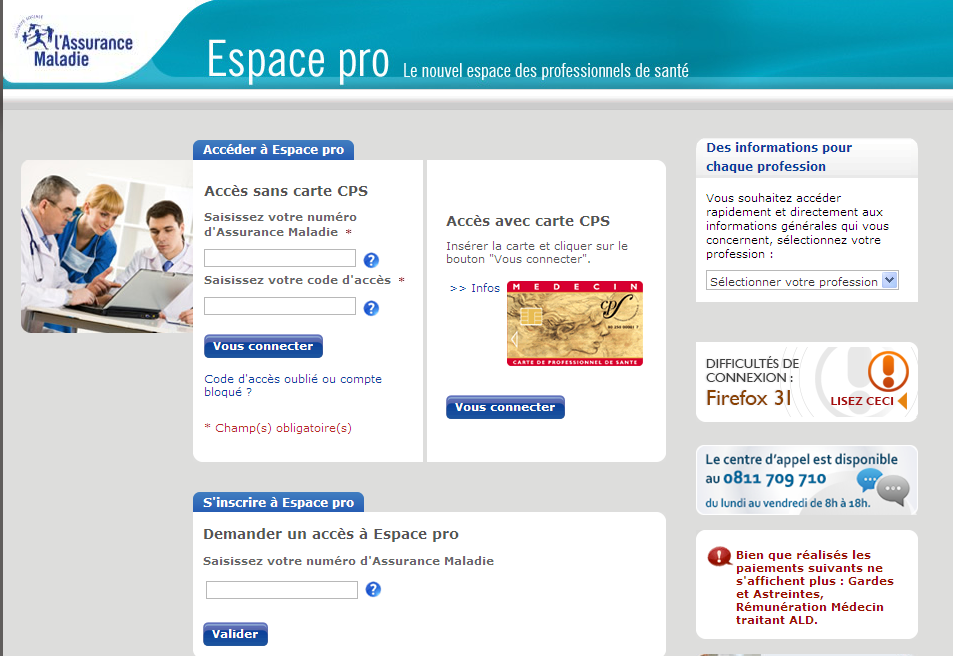 SÉCURITÉ SOCIALE
l'Assurance
Maladie
Espace pro
Le nouvel espace des professionnels de santé
Accéder à Espace pro
Accès sans carte CPS
Saisissez votre numéro
d'Assurance Maladie *
?
Saisissez votre code d'accès *
?
Vous connecter
Code d'accès oublié ou compte
bloqué ?
* Champ(s) obligatoire(s)
Accès avec carte CPS
Insérer la carte et cliquer sur le
bouton "Vous connecter".
>> Infos
MEDECIN
CPS
CARTE DE PROFESSIONNEL DE SANTE
Vous connecter
S'inscrire à Espace pro
Demander un accès à Espace pro
Saisissez votre numéro d'Assurance Maladie
?
Valider
Des informations pour
chaque profession
Vous souhaitez accéder
rapidement et directement aux
informations générales qui vous
concernent, sélectionnez votre
profession :
Sélectionner votre profession
DIFFICULTÉS DE
CONNEXION :
Firefox 31
LISEZ CECI
Le centre d'appel est disponible
au 0811 709 710
du lundi au vendredi de 8h à 18h.
Bien que réalisés les
paiements suivants ne
s'affichent plus : Gardes
et Astreintes,
Rémunération Médecin
traitant ALD.